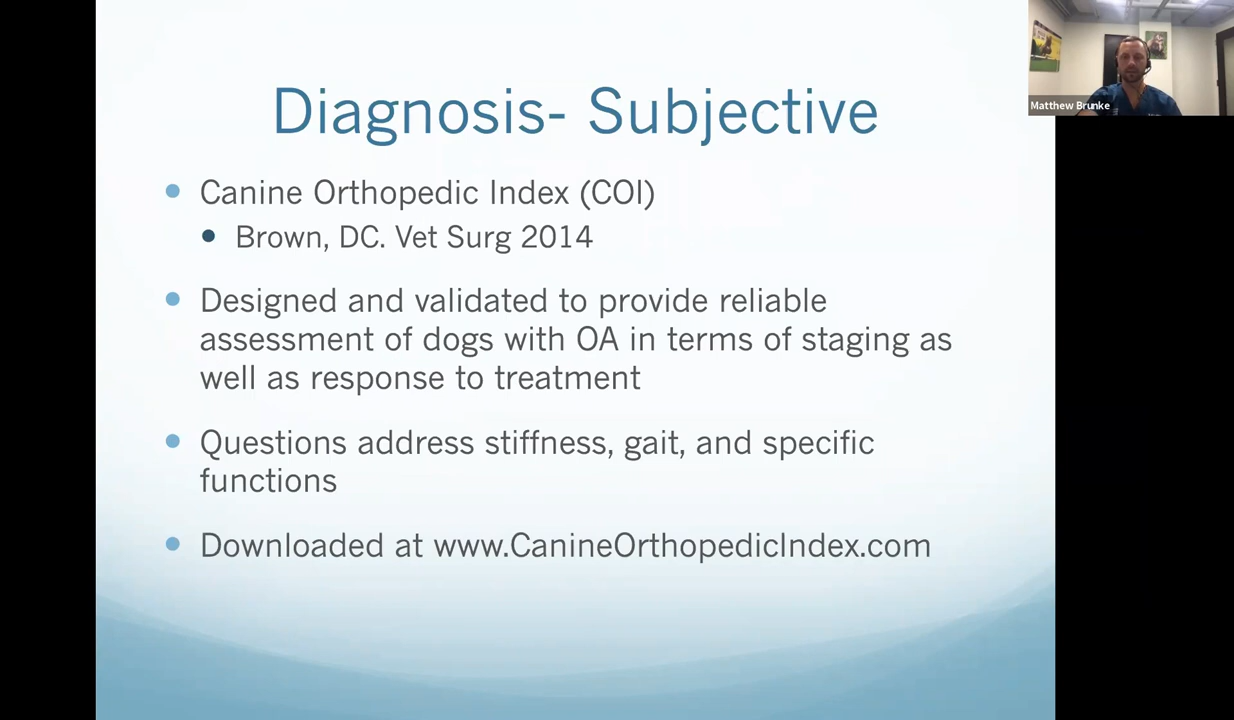 Diagnosis- Subjective
Canine Orthopedic Index (COI)
Brown, DC. Vet Surg 2014
Designed and validated to provide reliable
assessment of dogs with OA in terms of staging as
well as response to treatment
Questions address stiffness, gait, and specific
functions
Downloaded at www.CanineOrthopedicIndex.com
Matthew Brunke